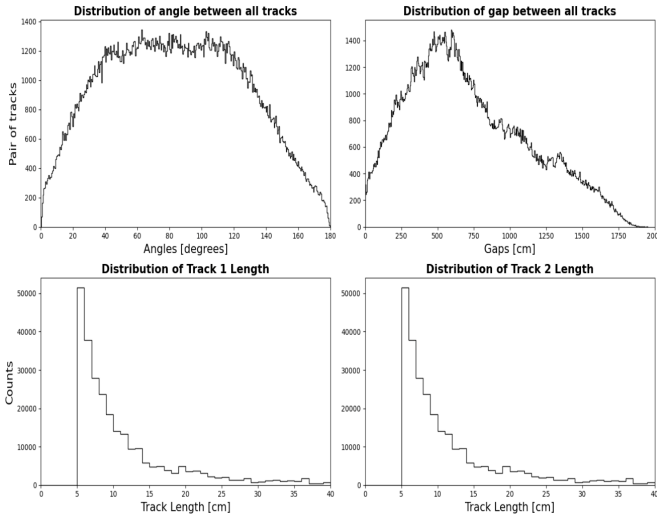 Distribution of angle between all tracks
1400
1200
1000
800
600
400
200
0
Pair of tracks
0 20 40 60 80 100 120 140 160 180
Angles [degrees]
Distribution of gap between all tracks
1400
1200
1000
800
600
400
200
0
250 500 750 1000 1250 1500 1750 200
Gaps [cm]
Distribution of Track 1 Length
50000
40000
30000
20000
10000
0
Counts
0 5 10 15 20 25 30 35 40
Track Length [cm]
Distribution of Track 2 Length
50000
40000
30000
20000
10000
0
0 5 10 15 20 25 30 35 40
Track Length [cm]